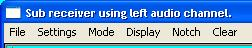 Sub receiver using left audio channel.
File Settings Mode Display Notch Clear